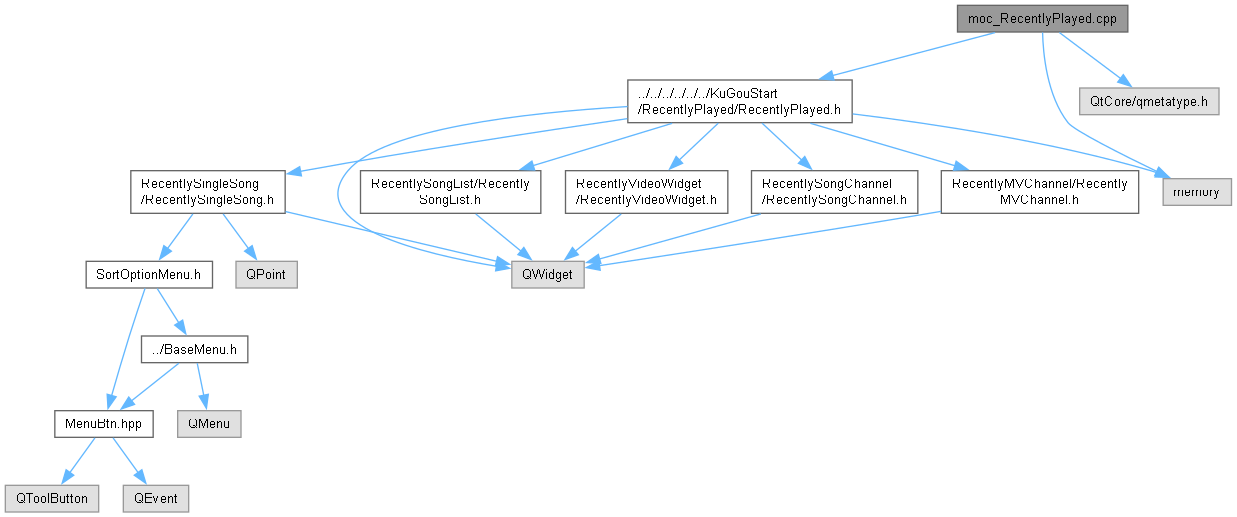 moc_RecentlyPlayed.cpp
../../../../../../KuGouStart
/RecentlyPlayed/RecentlyPlayed.h
QtCore/qmetatype.h
RecentlySingleSong
/RecentlySingleSong.h
RecentlySongList/Recently
SongList.h
RecentlyVideoWidget
/RecentlyVideoWidget.h
RecentlySongChannel
/RecentlySongChannel.h
RecentlyMVChannel/Recently
MVChannel.h
memory
SortOptionMenu.h
QPoint
QWidget
../BaseMenu.h
MenuBtn.hpp
QMenu
QToolButton
QEvent